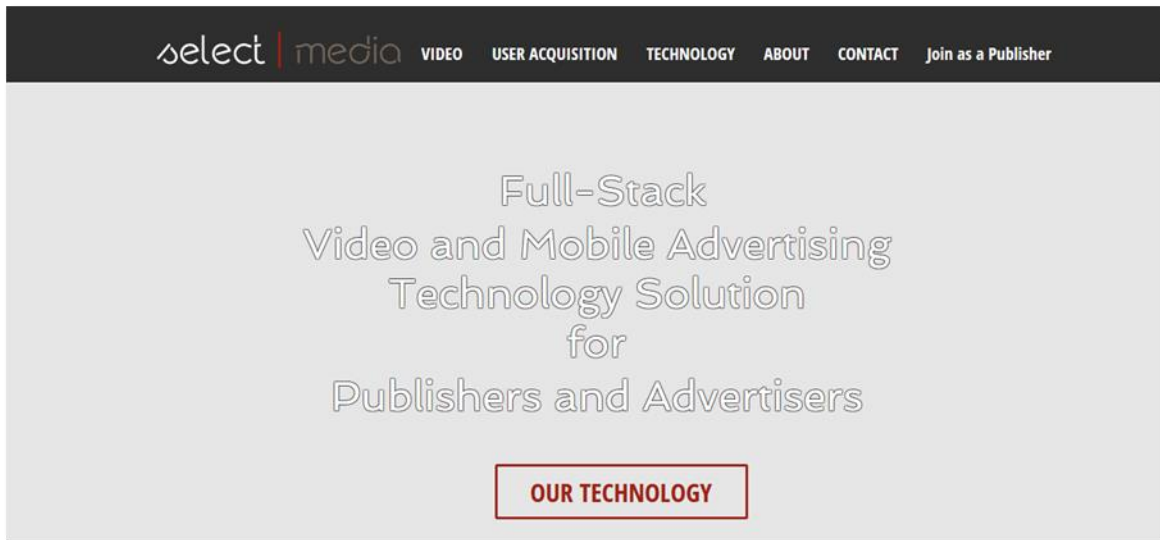 select | media VIDEO USER ACQUISITION TECHNOLOGY ABOUT CONTACT Join as a Publisher
Full-Stack
Video and Mobile Advertising
Technology Solution
for
Publishers and Advertisers
OUR TECHNOLOGY